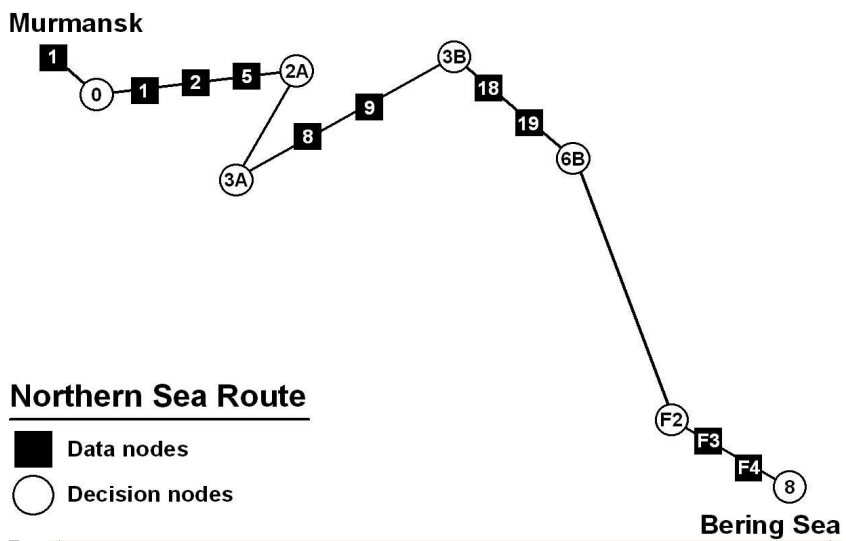 Murmansk
1
0
1
2
5
2A
3A
8
9
3B
18
19
6B
F2
F3
F4
8
Bering Sea
Northern Sea Route
Data nodes
Decision nodes